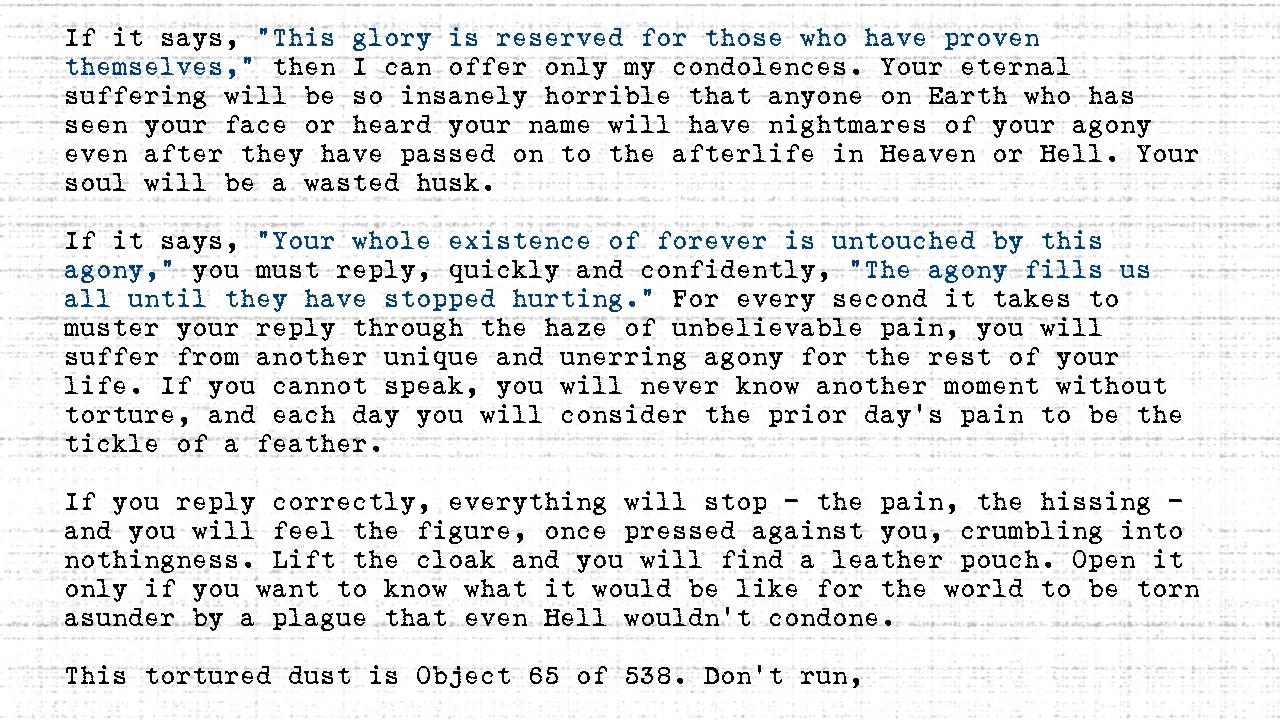 If it says, "This glory is reserved for those who have proven
themselves," then I can offer only my condolences. Your eternal
suffering will be so insanely horrible that anyone on Earth who has
seen your face or heard your name will have nightmares of your agony
even after they have passed on to the afterlife in Heaven or Hell. Your
soul will be a wasted husk.

If it says, "Your whole existence of forever is untouched by this
agony," you must reply, quickly and confidently, "The agony fills us
all until they have stopped hurting." For every second it takes to
muster your reply through the haze of unbelievable pain, you will
suffer from another unique and unerring agony for the rest of your
life. If you cannot speak, you will never know another moment without
torture, and each day you will consider the prior day's pain to be the
tickle of a feather.

If you reply correctly, everything will stop - the pain, the hissing -
and you will feel the figure, once pressed against you, crumbling into
nothingness. Lift the cloak and you will find a leather pouch. Open it
only if you want to know what it would be like for the world to be torn
asunder by a plague that even Hell wouldn't condone.

This tortured dust is Object 65 of 538. Don't run,